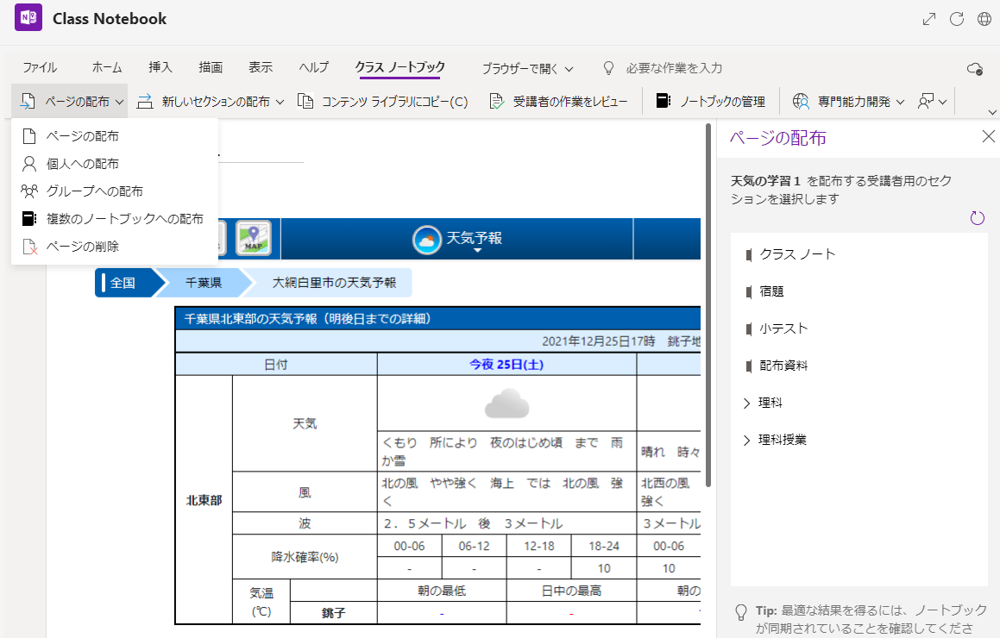 Class Notebook
ファイル ホーム 挿入 描画 表示 ヘルプ クラス ノートブック ブラウザーで開く 必要な作業を入力
ページの配布 新しいセクションの配布 コンテンツ ライブラリにコピー(C) 受講者の作業をレビュー ノートブックの管理 専門能力開発
ページの配布
個人への配布
グループへの配布
複数のノートブックへの配布
ページの削除
MAP 天気予報
全国 千葉県 大網白里市の天気予報
千葉県北東部の天気予報（明後日までの詳細）
2021年12月25日17時 銚子地
日付 今夜 25日(土)
天気
くもり 所により 夜のはじめ頃 まで 雨
か雪
晴れ 時々
北東部
風
北の風 やや強く 海上 では 北の風 強
く
北西の風
強く
波 ２．５メートル 後 ３メートル ３メートル
降水確率(%)
00-06 06-12 12-18 18-24 00-06
- - - 10 10
気温
(℃)
朝の最低 日中の最高 朝の
銚子 - -
ページの配布
天気の学習１ を配布する受講者用のセク
ションを選択します
クラス ノート
宿題
小テスト
配布資料
理科
理科授業
Tip: 最適な結果を得るには、ノートブック
が同期されていることを確認してくださ